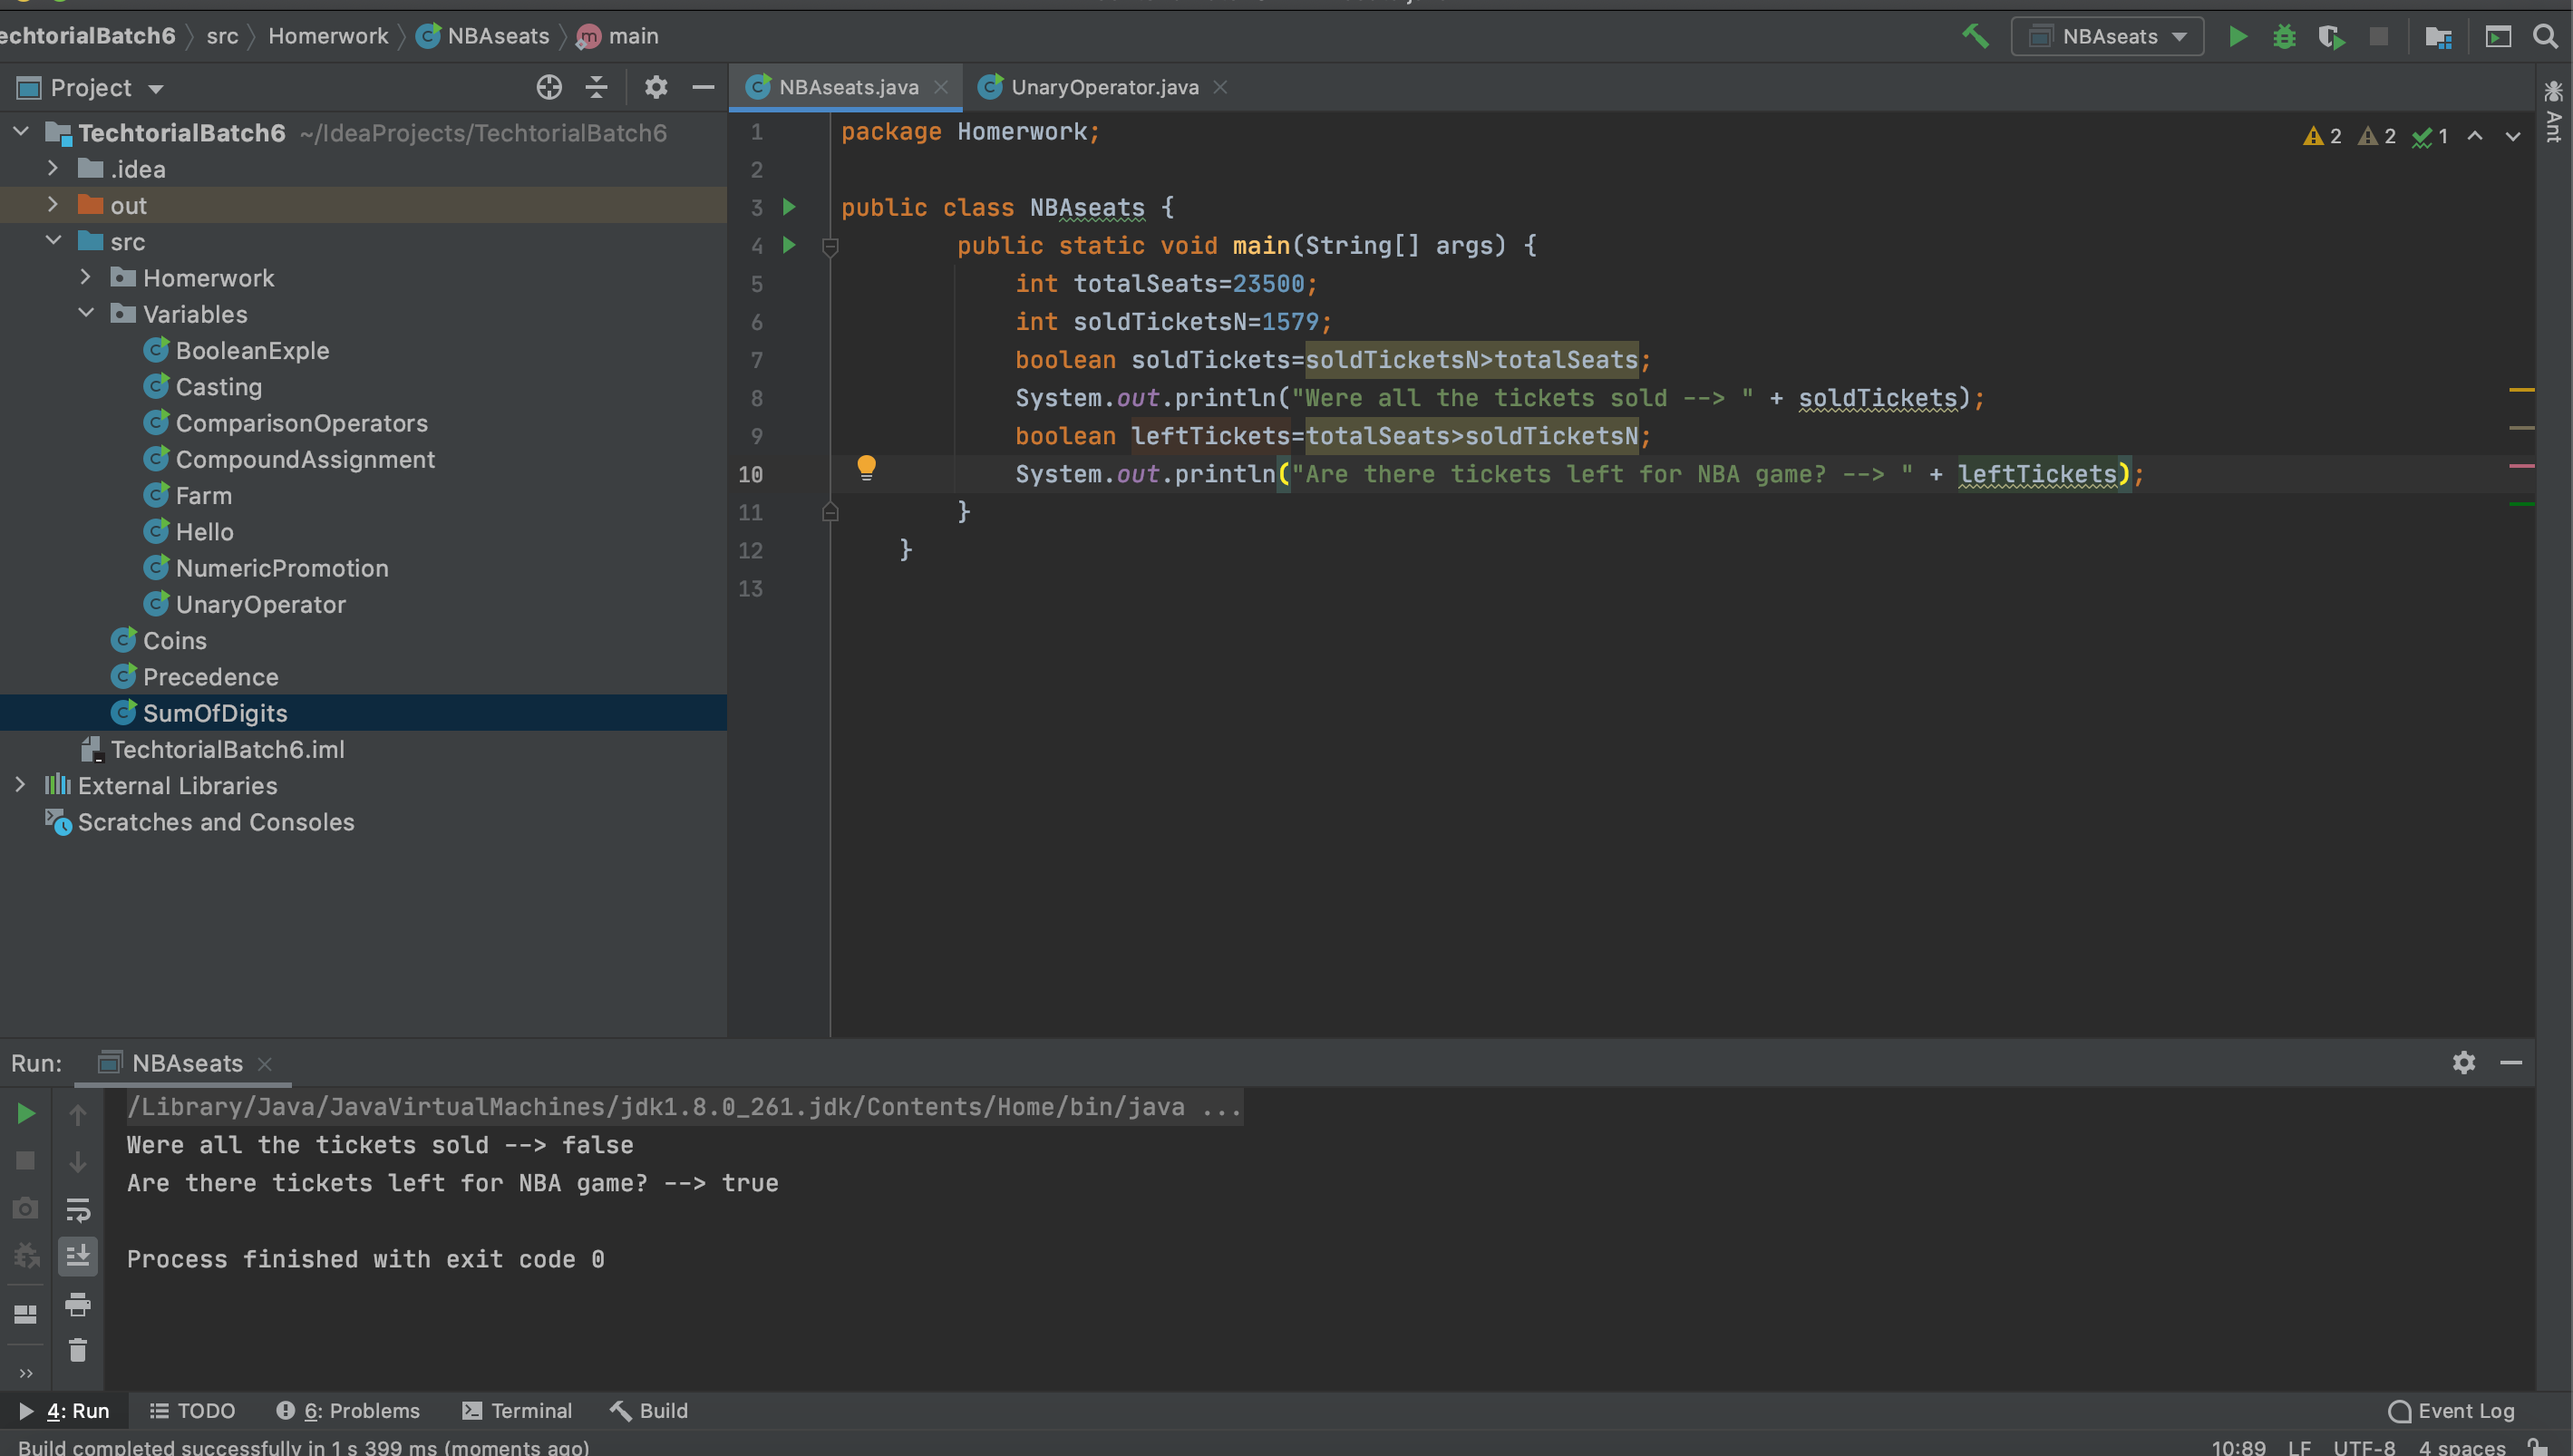 echtorialBatch6 src Homerwork NBAseats main
NBAseats
Project
NBAseats.java UnaryOperator.java
Ant
TechtorialBatch6 ~/IdeaProjects/TechtorialBatch6
.idea
out
src
Homerwork
Variables
BooleanExple
Casting
ComparisonOperators
CompoundAssignment
Farm
Hello
NumericPromotion
UnaryOperator
Coins
Precedence
SumOfDigits
TechtorialBatch6.iml
External Libraries
Scratches and Consoles
2 2 1
1 package Homerwork;
2
3 public class NBAseats {
4 public static void main(String[] args) {
5 int totalSeats=23500;
6 int soldTicketsN=1579;
7 boolean soldTickets=soldTicketsN>totalSeats;
8 System.out.println("Were all the tickets sold --> " + soldTickets);
9 boolean leftTickets=totalSeats>soldTicketsN;
10 System.out.println("Are there tickets left for NBA game? --> " + leftTickets);
11 }
12 }
13
Run: NBAseats
/Library/Java/JavaVirtualMachines/jdk1.8.0_261.jdk/Contents/Home/bin/java ...
Were all the tickets sold --> false
Are there tickets left for NBA game? --> true
Process finished with exit code 0
4: Run TODO 6: Problems Terminal Build Event Log
Build completed successfully in 1 s 399 ms (moments ago) 10:89 LF UTF-8 4 spaces